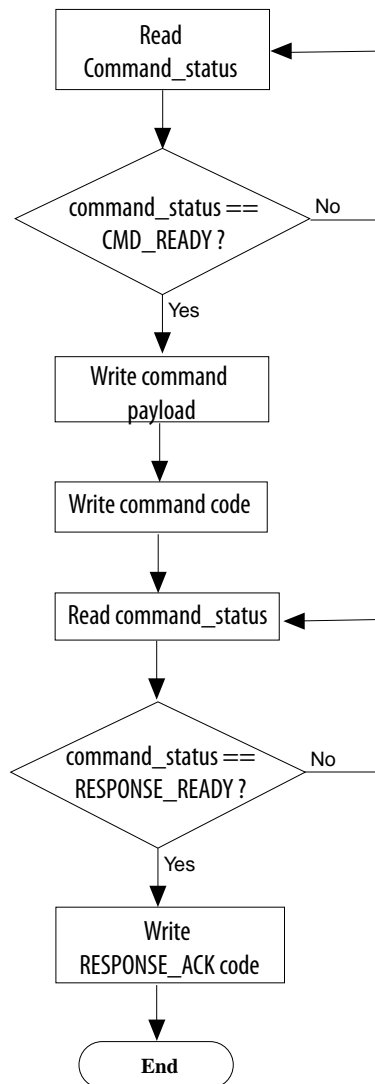 Read
Command_status
command_status ==
CMD_READY ?
No
Yes
Write command
payload
Write command code
Read command_status
command_status ==
RESPONSE_READY ?
No
Yes
Write
RESPONSE_ACK code
End